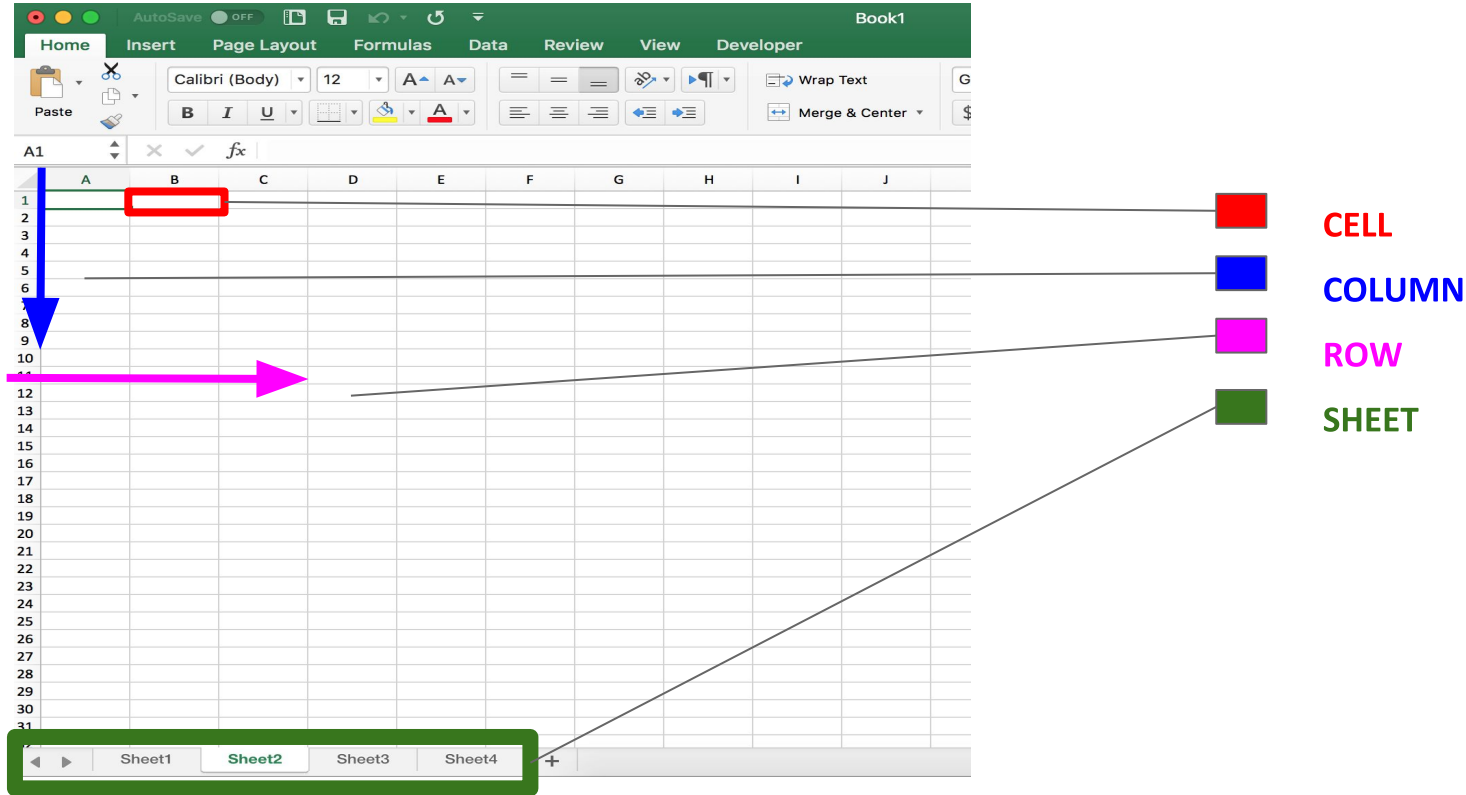 AutoSave OFF Book1
Home Insert Page Layout Formulas Data Review View Developer
Calibri (Body) 12 A A Wrap Text G
Paste B I U A Merge & Center $
A1 fx
A B C D E F G H I J
1
2
3
4
5
6
7
8
9
10
11
12
13
14
15
16
17
18
19
20
21
22
23
24
25
26
27
28
29
30
31
Sheet1 Sheet2 Sheet3 Sheet4 +
CELL
COLUMN
ROW
SHEET